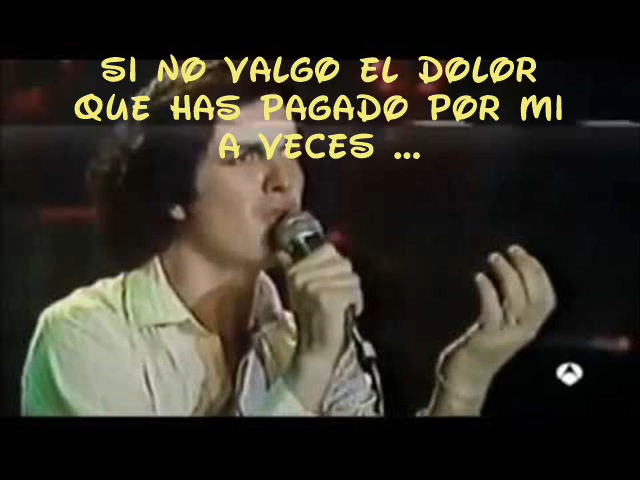 SI NO VALGO EL DOLOR
QUE HAS PAGADO POR MI
A VECES ...